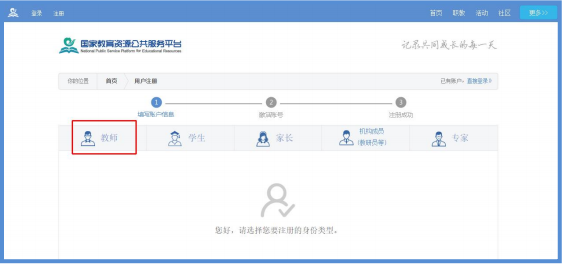 登录 注册 首页 职教 活动 社区 更多>>
国家教育资源公共服务平台
National Public Service Platform for Educational Resources
记录共同成长的每一天
你的位置 首页 用户注册 已有账户，直接登录>
1 2 3
填写账户信息 激活账号 注册成功
教师 学生 家长 机构成员 (教研员等) 专家
您好，请选择您要注册的身份类型。